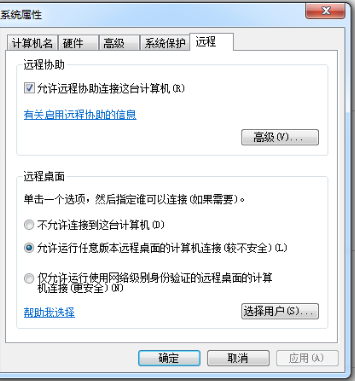 系统属性
计算机名 硬件 高级 系统保护 远程
远程协助
允许远程协助连接这台计算机(R)
有关启用远程协助的信息
高级(V)...
远程桌面
单击一个选项，然后指定谁可以连接(如果需要)。
不允许连接到这台计算机(D)
允许运行任意版本远程桌面的计算机连接(较不安全)(L)
仅允许运行使用网络级别身份验证的远程桌面的计算
机连接(更安全)(N)
帮助我选择
选择用户(S)...
确定 取消 应用(A)